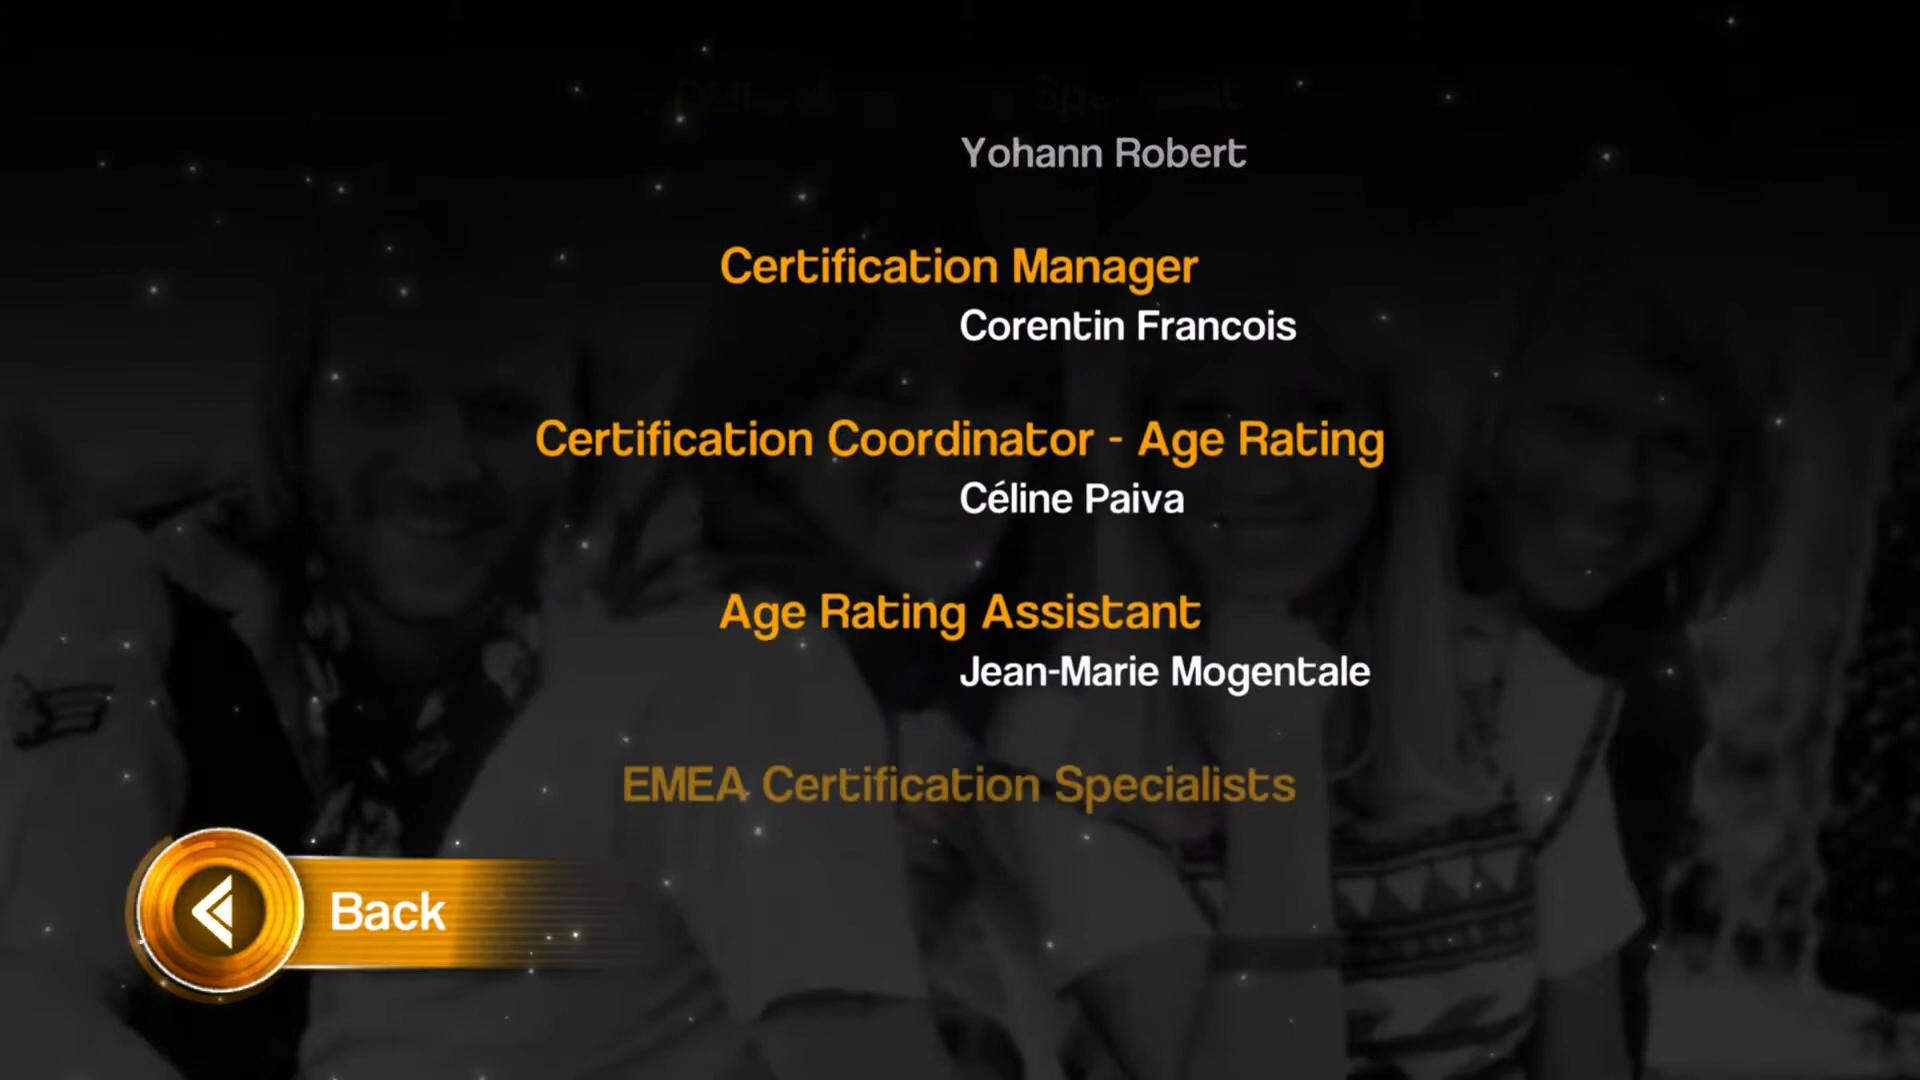 Yohann Robert
Certification Manager
Corentin Francois
Certification Coordinator - Age Rating
Céline Paiva
Age Rating Assistant
Jean-Marie Mogentale
EMEA Certification Specialists
Back